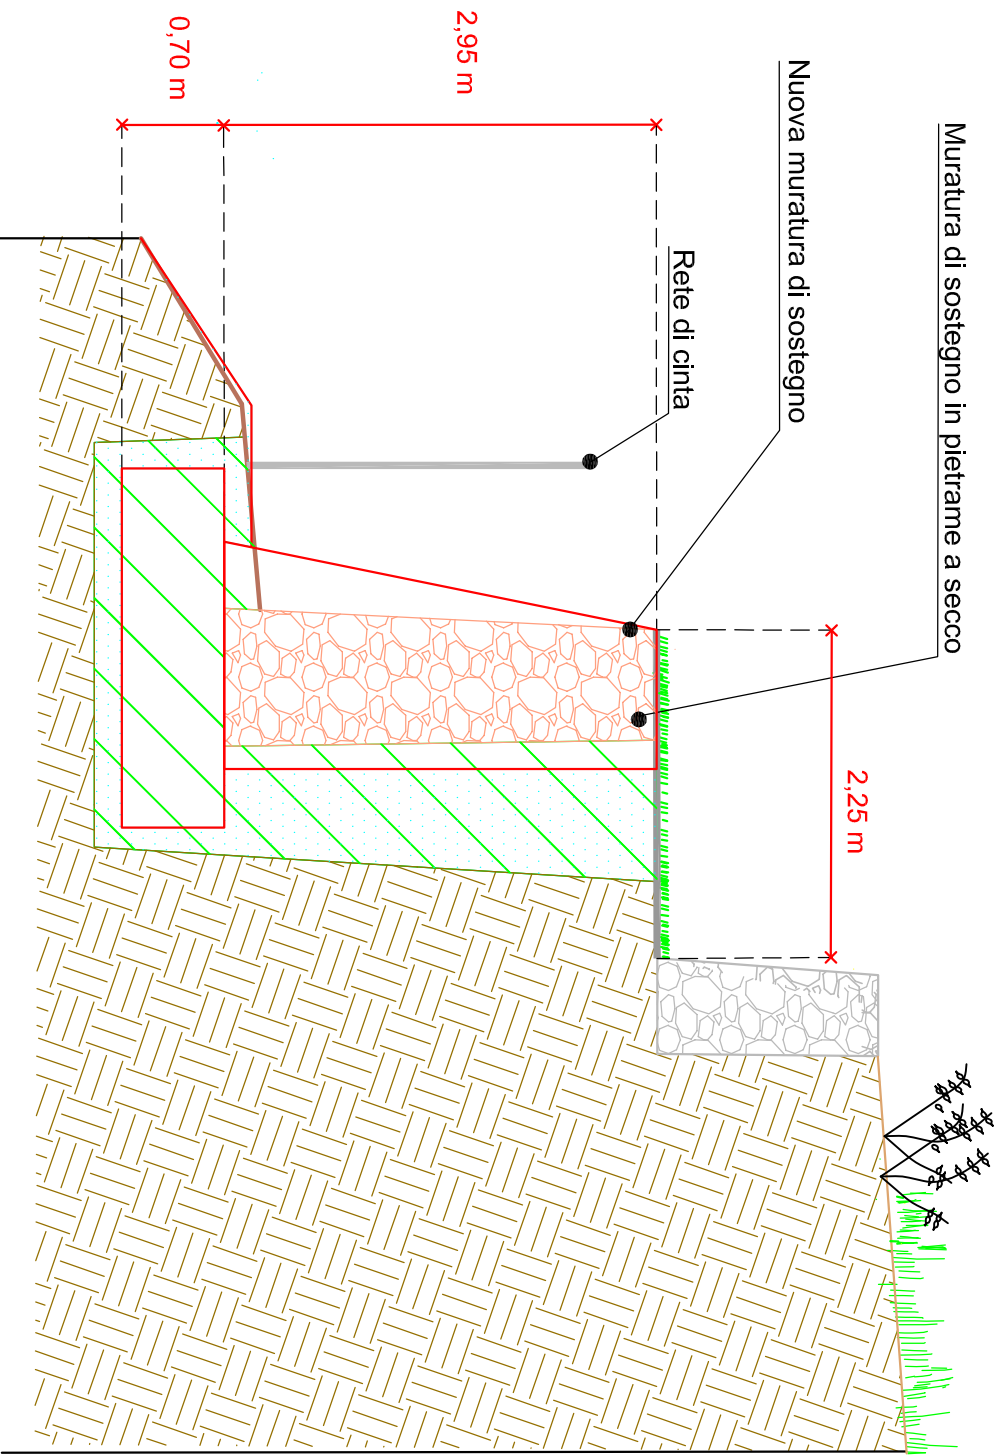 Muratura di sostegno in pietrame a secco
Nuova muratura di sostegno
Rete di cinta
2,95 m
0,70 m
2,25 m